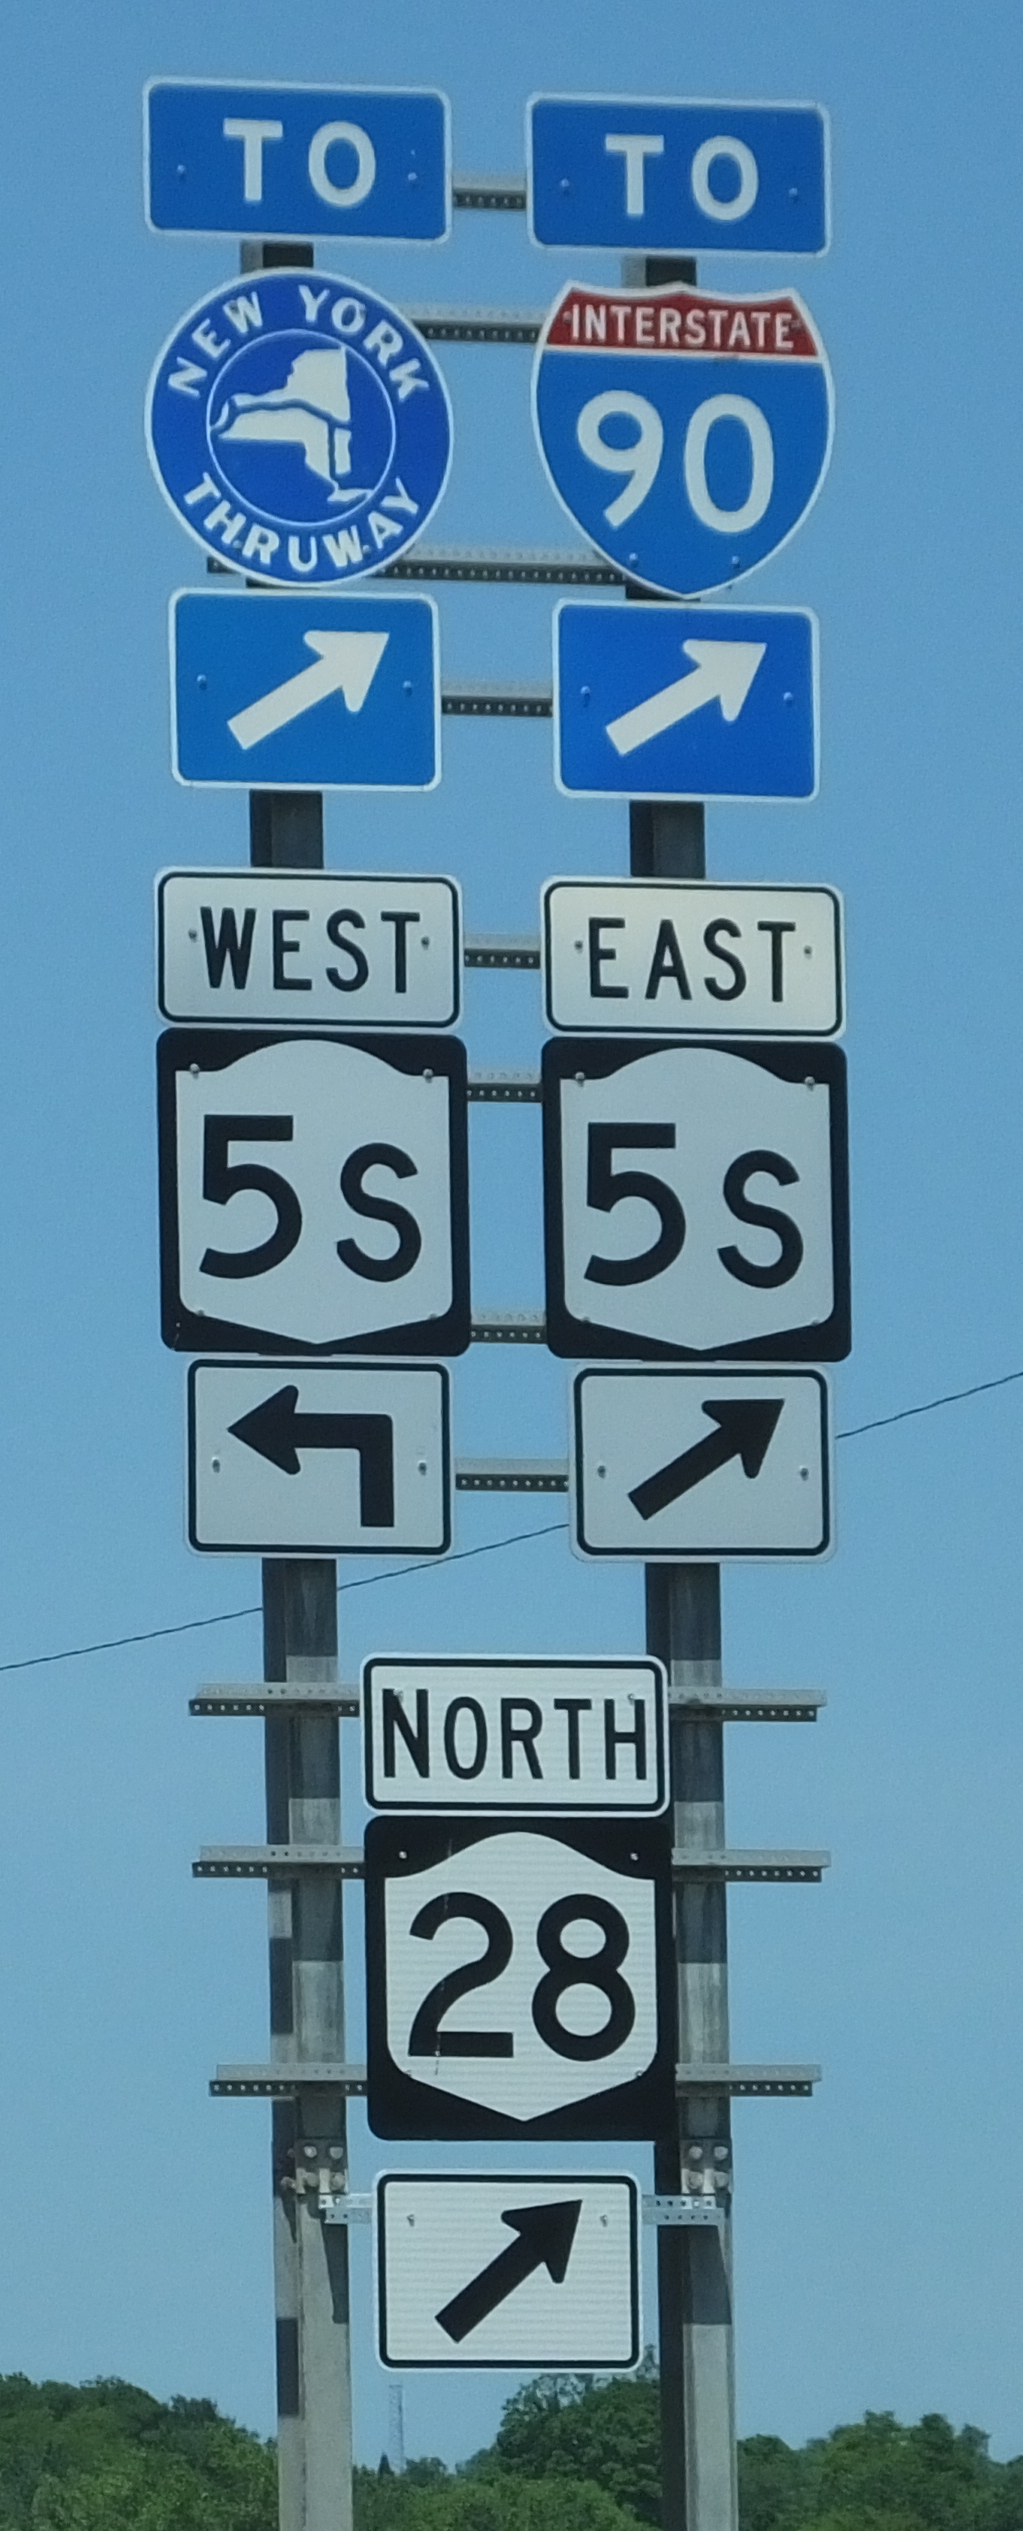 TO
TO
NEW YORK
THRUWAY
INTERSTATE
90
WEST
EAST
5S
5S
NORTH
28